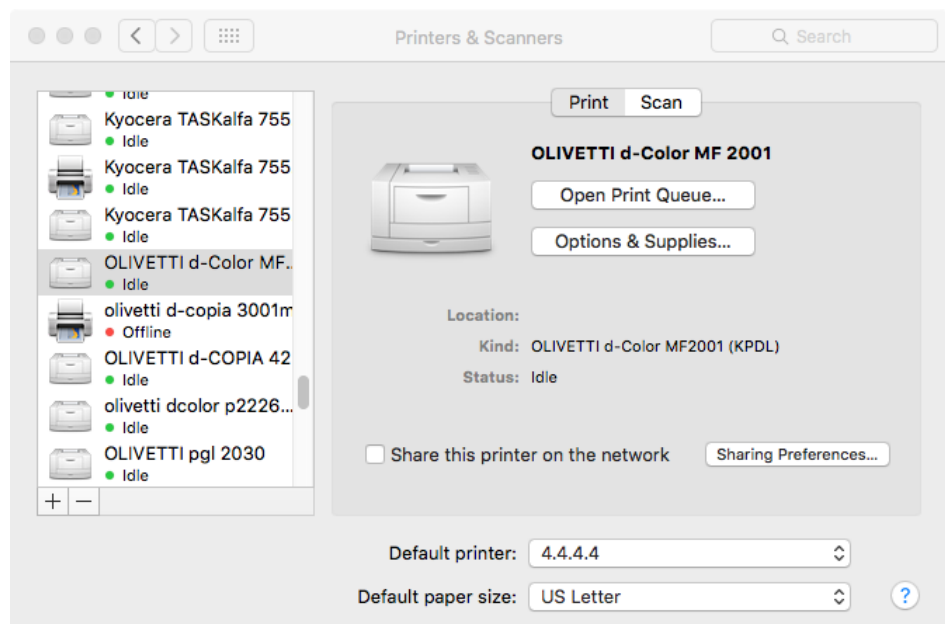 Printers & Scanners
Search
Idle
Kyocera TASKalfa 755
Idle
Kyocera TASKalfa 755
Idle
Kyocera TASKalfa 755
Idle
OLIVETTI d-Color MF..
Idle
olivetti d-copia 3001m
Offline
OLIVETTI d-COPIA 42
Idle
olivetti dcolor p2226...
Idle
OLIVETTI pgl 2030
Idle
+ −
Print Scan
OLIVETTI d-Color MF 2001
Open Print Queue...
Options & Supplies...
Location:
Kind: OLIVETTI d-Color MF2001 (KPDL)
Status: Idle
Share this printer on the network
Sharing Preferences...
Default printer: 4.4.4.4
Default paper size: US Letter
?